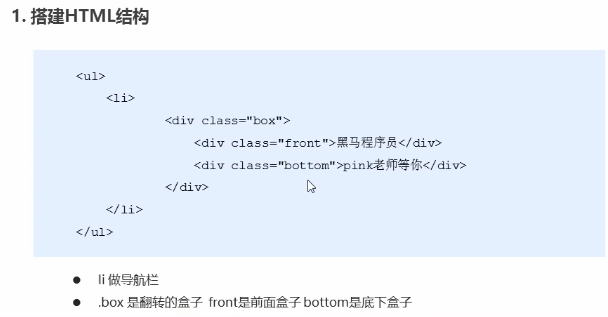 1. 搭建HTML结构
<ul>
<li>
<div class="box">
<div class="front">黑马程序员</div>
<div class="bottom">pink老师等你</div>
</div>
</li>
</ul>
● li 做导航栏
● .box 是翻转的盒子 front是前面盒子 bottom是底下盒子